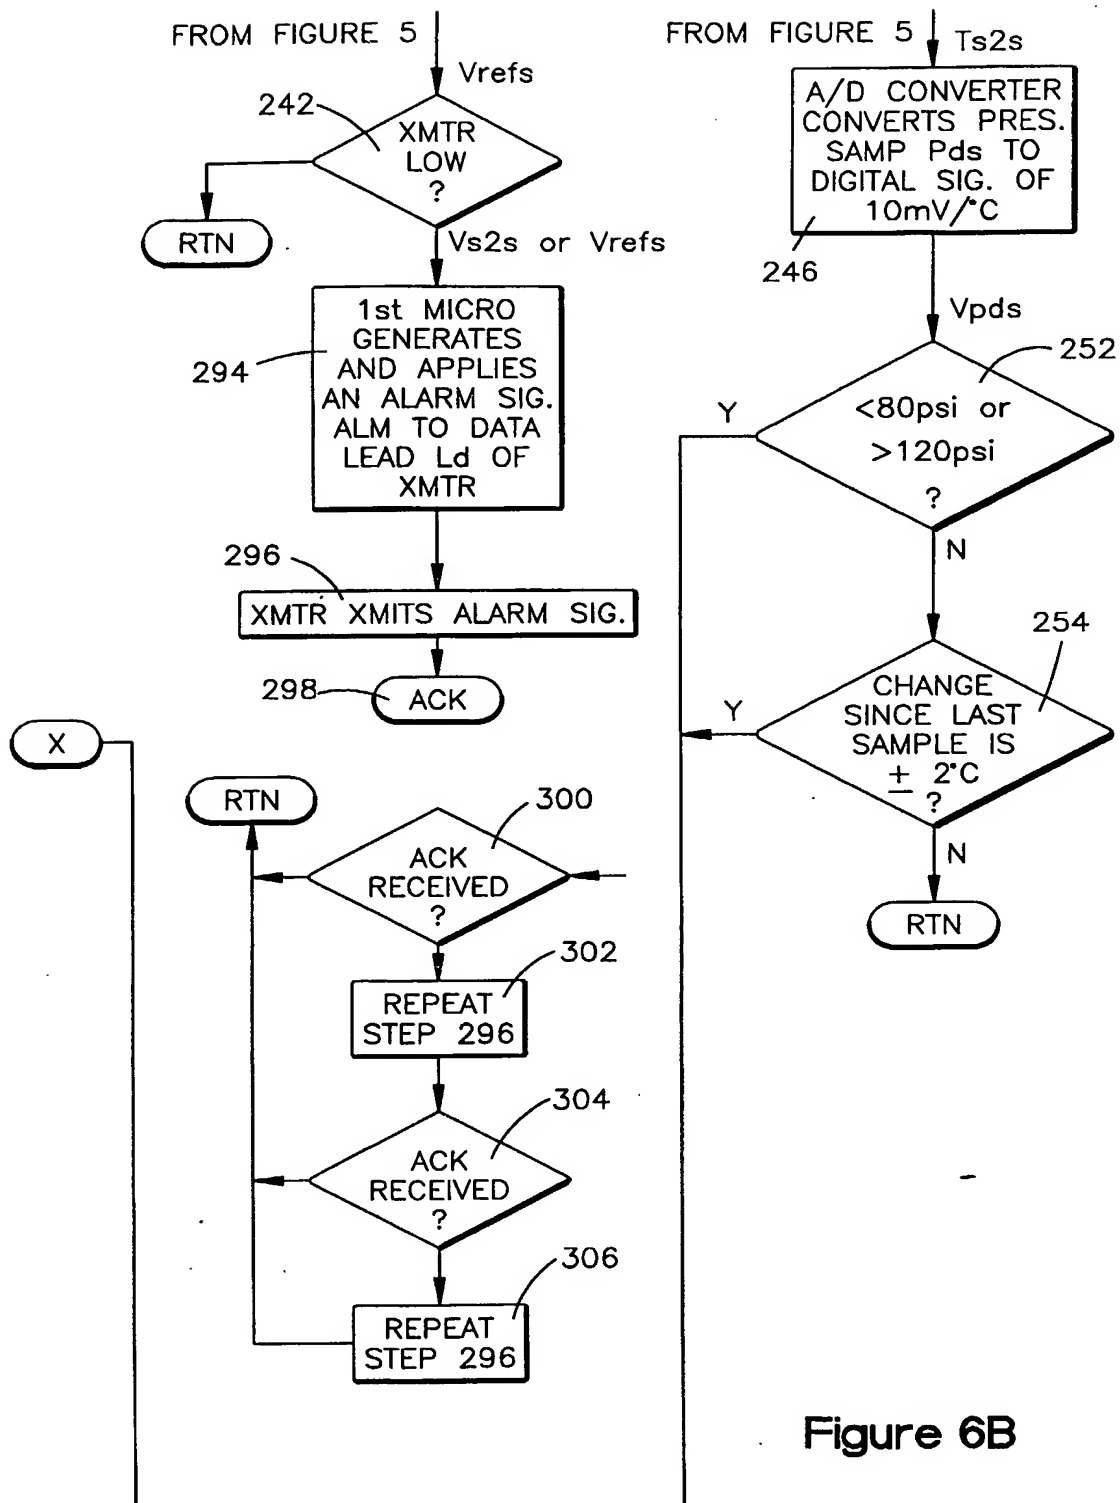 FROM FIGURE 5
Vrefs
242
XMTR
LOW
?
RTN
Vs2s or Vrefs
294
1st MICRO
GENERATES
AND APPLIES
AN ALARM SIG.
ALM TO DATA
LEAD Ld OF
XMTR
296
XMTR XMITS ALARM SIG.
298
ACK
X
RTN
300
ACK
RECEIVED
?
302
REPEAT
STEP 296
304
ACK
RECEIVED
?
306
REPEAT
STEP 296
FROM FIGURE 5
Ts2s
A/D CONVERTER
CONVERTS PRES.
SAMP Pds TO
DIGITAL SIG. OF
10mV/°C
246
Vpds
252
<80psi or
>120psi
?
Y
N
254
CHANGE
SINCE LAST
SAMPLE IS
± 2°C
?
Y
N
RTN
Figure 6B